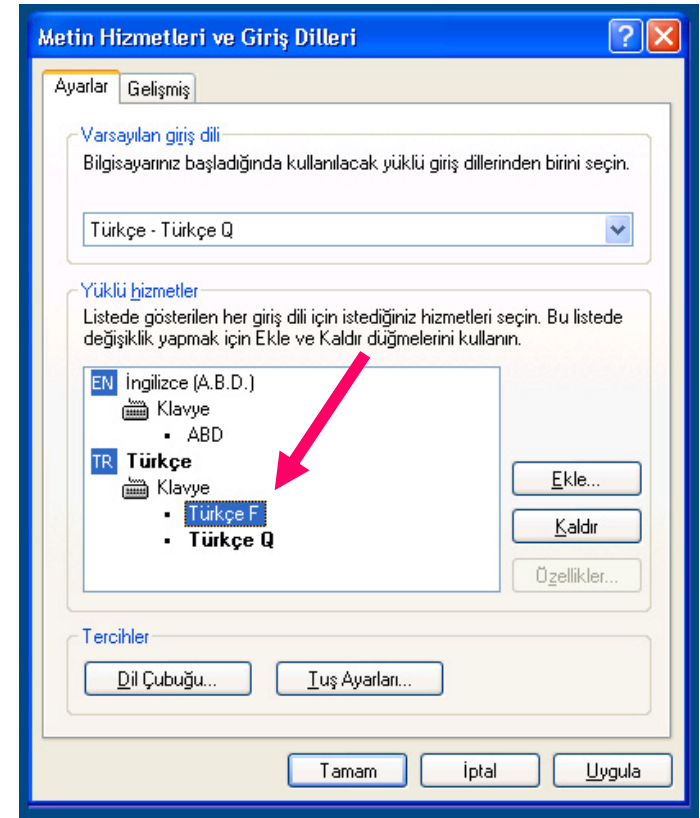 Metin Hizmetleri ve Giriş Dilleri
Ayarlar Gelişmiş
Varsayılan giriş dili
Bilgisayarınız başladığında kullanılacak yüklü giriş dillerinden birini seçin.
Türkçe - Türkçe Q
Yüklü hizmetler
Listede gösterilen her giriş dili için istediğiniz hizmetleri seçin. Bu listede
değişiklik yapmak için Ekle ve Kaldır düğmelerini kullanın.
EN İngilizce (A.B.D.)
Klavye
• ABD
TR Türkçe
Klavye
• Türkçe F
• Türkçe Q
Ekle...
Kaldır
Özellikler...
Tercihler
Dil Çubuğu... Tuş Ayarları...
Tamam İptal Uygula